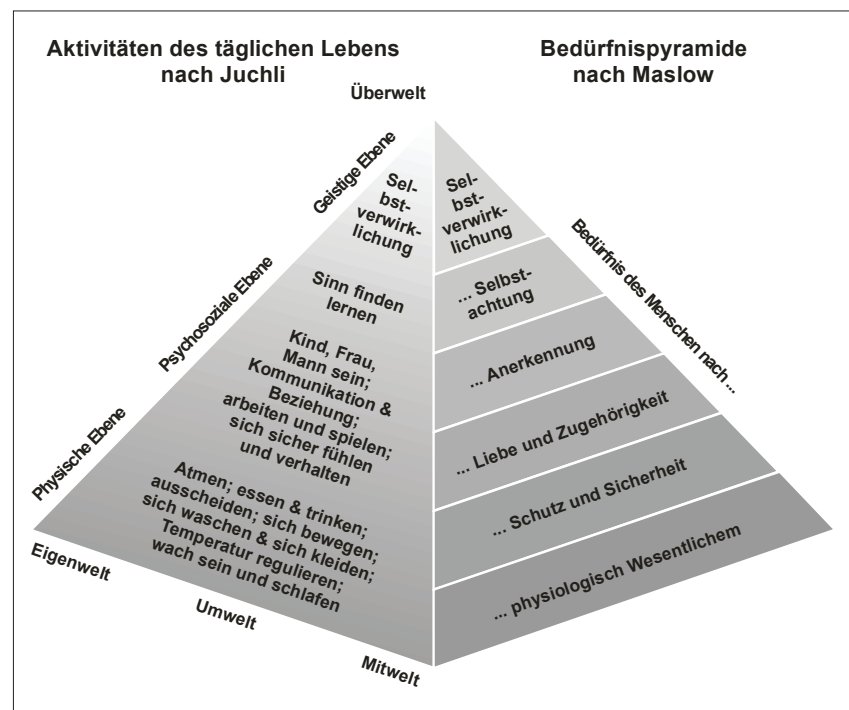 Aktivitäten des täglichen Lebens
nach Juchli
Bedürfnispyramide
nach Maslow
Überwelt
Geistige Ebene
Psychosoziale Ebene
Physische Ebene
Sel-
bst-
verwirk-
lichung
Sinn finden
lernen
Kind, Frau,
Mann sein;
Kommunikation &
Beziehung;
arbeiten und spielen;
sich sicher fühlen
und verhalten
Atmen; essen & trinken;
ausscheiden; sich bewegen;
sich waschen & sich kleiden;
Temperatur regulieren;
wach sein und schlafen
Eigenwelt
Umwelt
Mitwelt
Sel-
bst-
verwirk-
lichung
... Selbst-
achtung
... Anerkennung
... Liebe und Zugehörigkeit
... Schutz und Sicherheit
... physiologisch Wesentlichem
Bedürfnis des Menschen nach ...